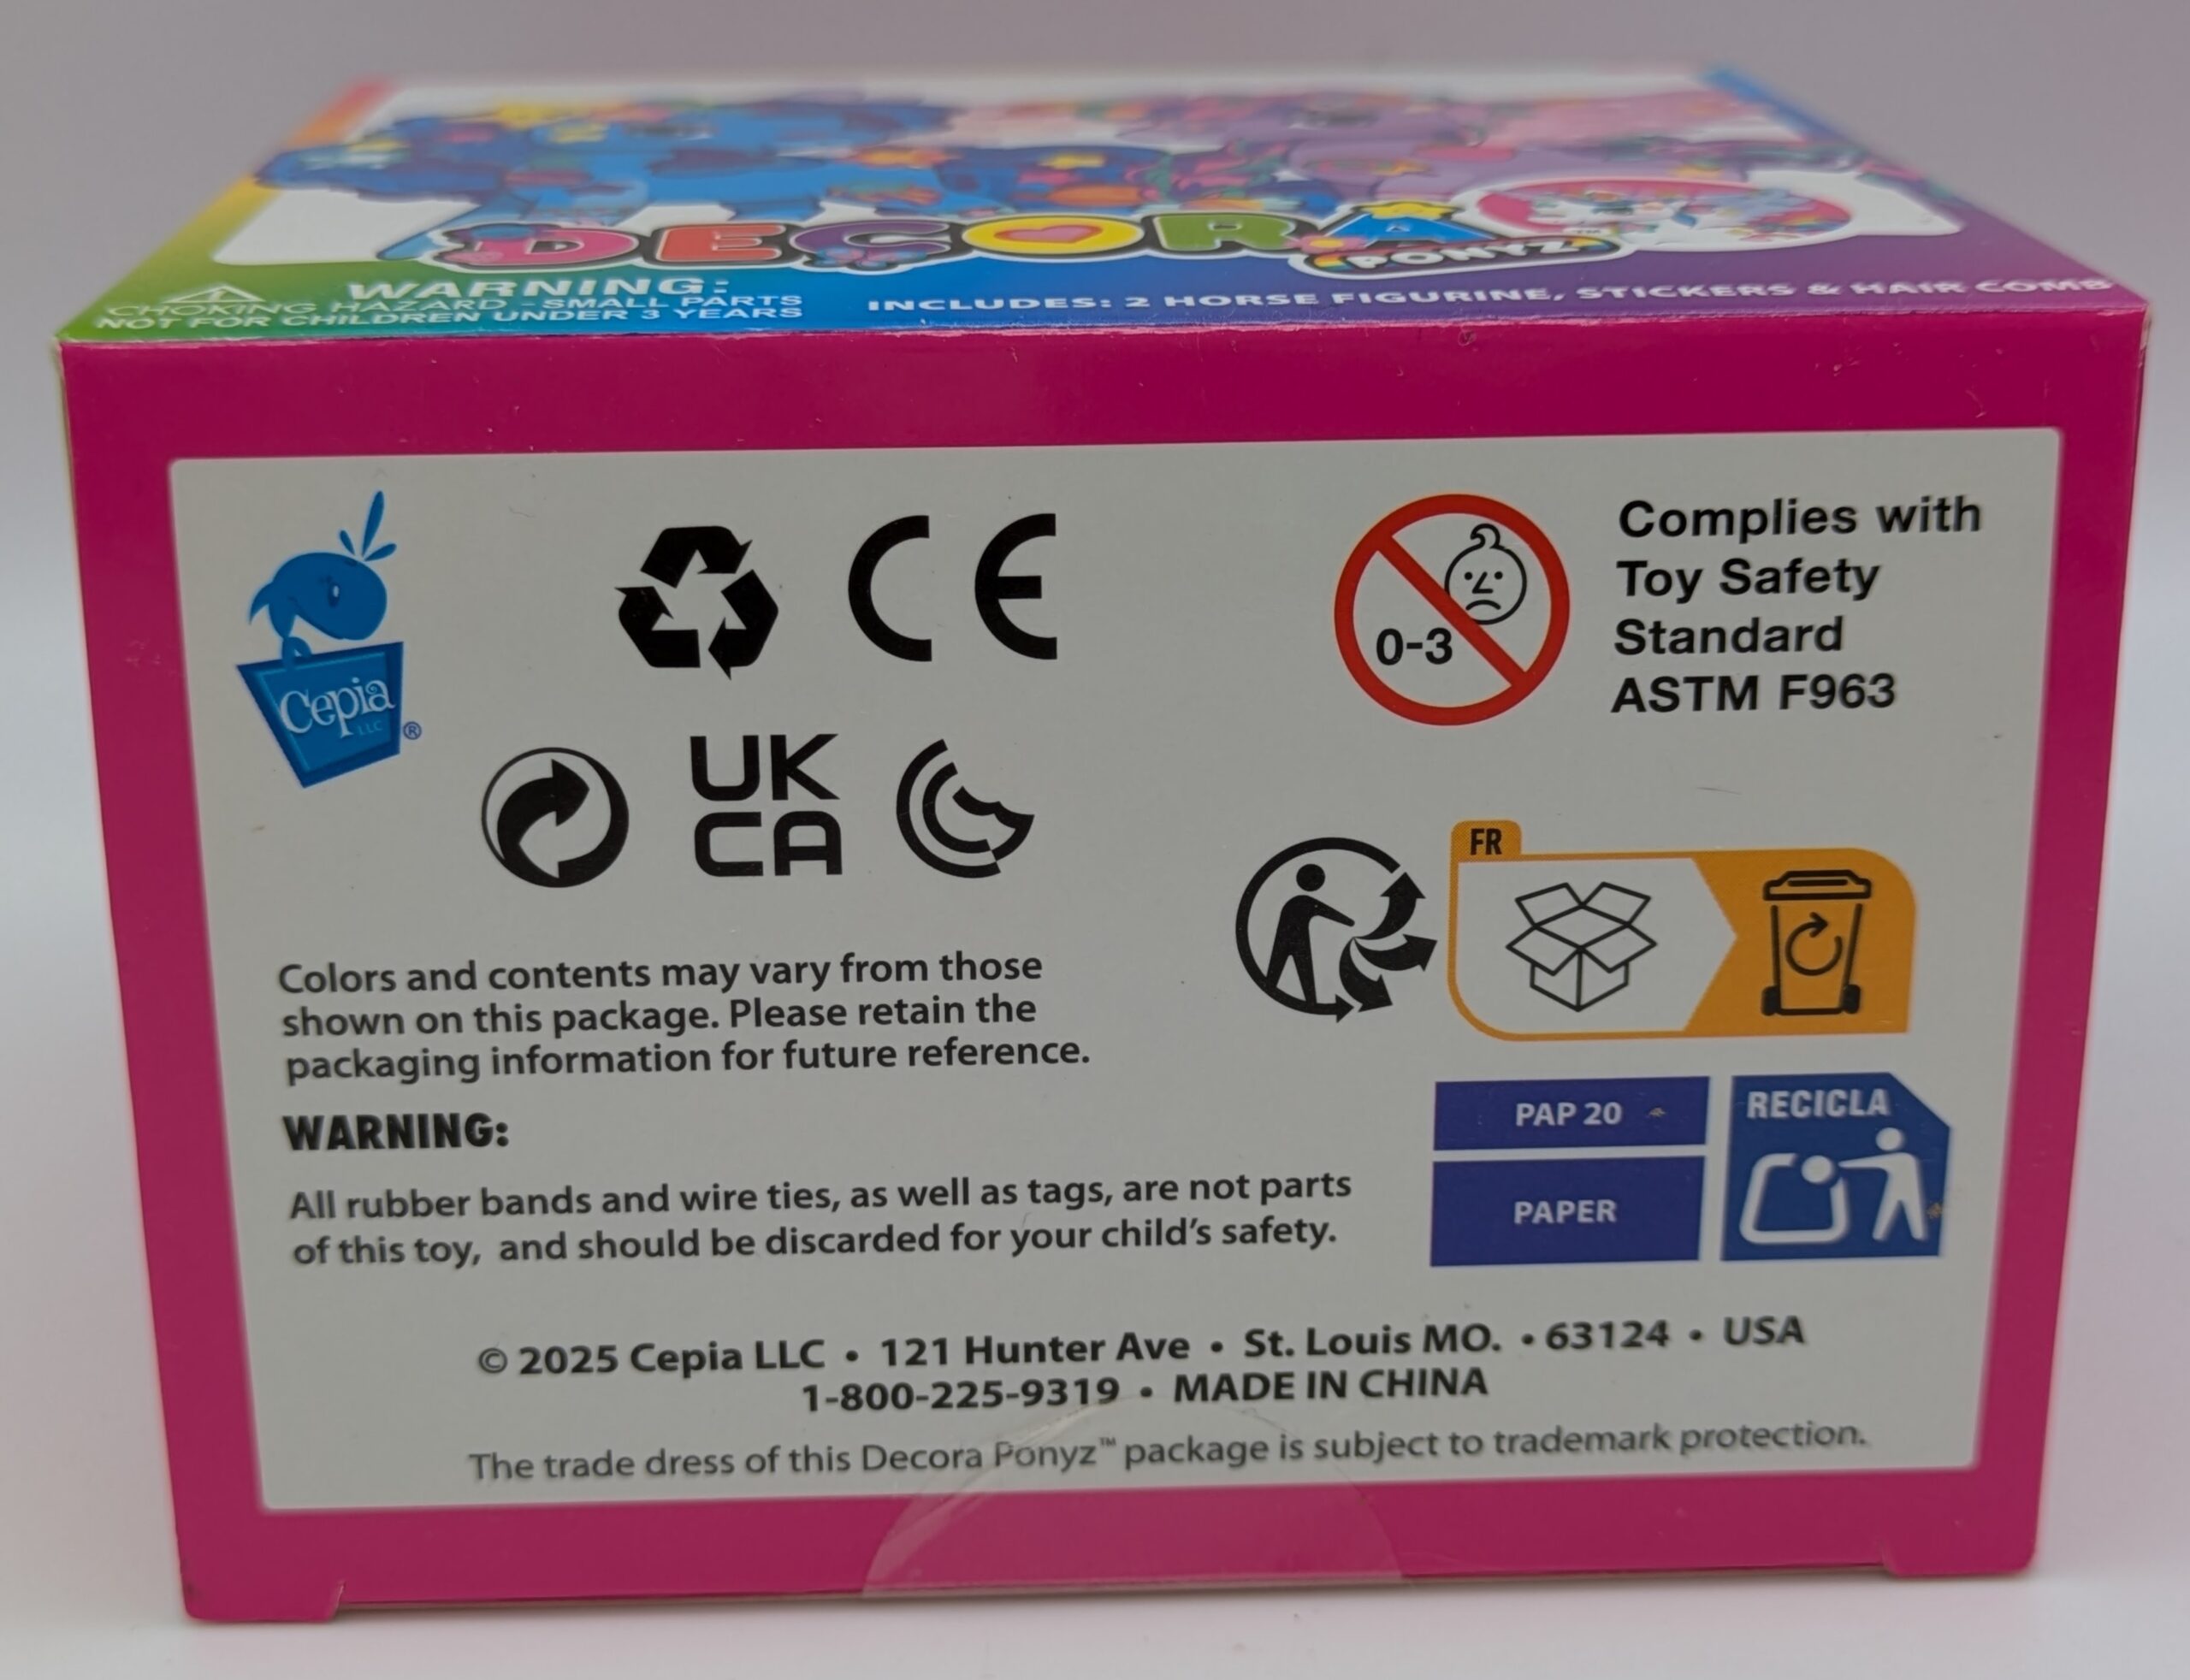 DECORA
PONYZ™
WARNING:
CHOKING HAZARD - SMALL PARTS
NOT FOR CHILDREN UNDER 3 YEARS
INCLUDES: 2 HORSE FIGURINE, STICKERS & HAIR COMB
Cepia
LLC
®
CE
0-3
Complies with
Toy Safety
Standard
ASTM F963
UK
CA
FR
Colors and contents may vary from those
shown on this package. Please retain the
packaging information for future reference.
WARNING:
All rubber bands and wire ties, as well as tags, are not parts
of this toy, and should be discarded for your child's safety.
PAP 20
PAPER
RECICLA
© 2025 Cepia LLC • 121 Hunter Ave • St. Louis MO. • 63124 • USA
1-800-225-9319 • MADE IN CHINA
The trade dress of this Decora Ponyz™ package is subject to trademark protection.